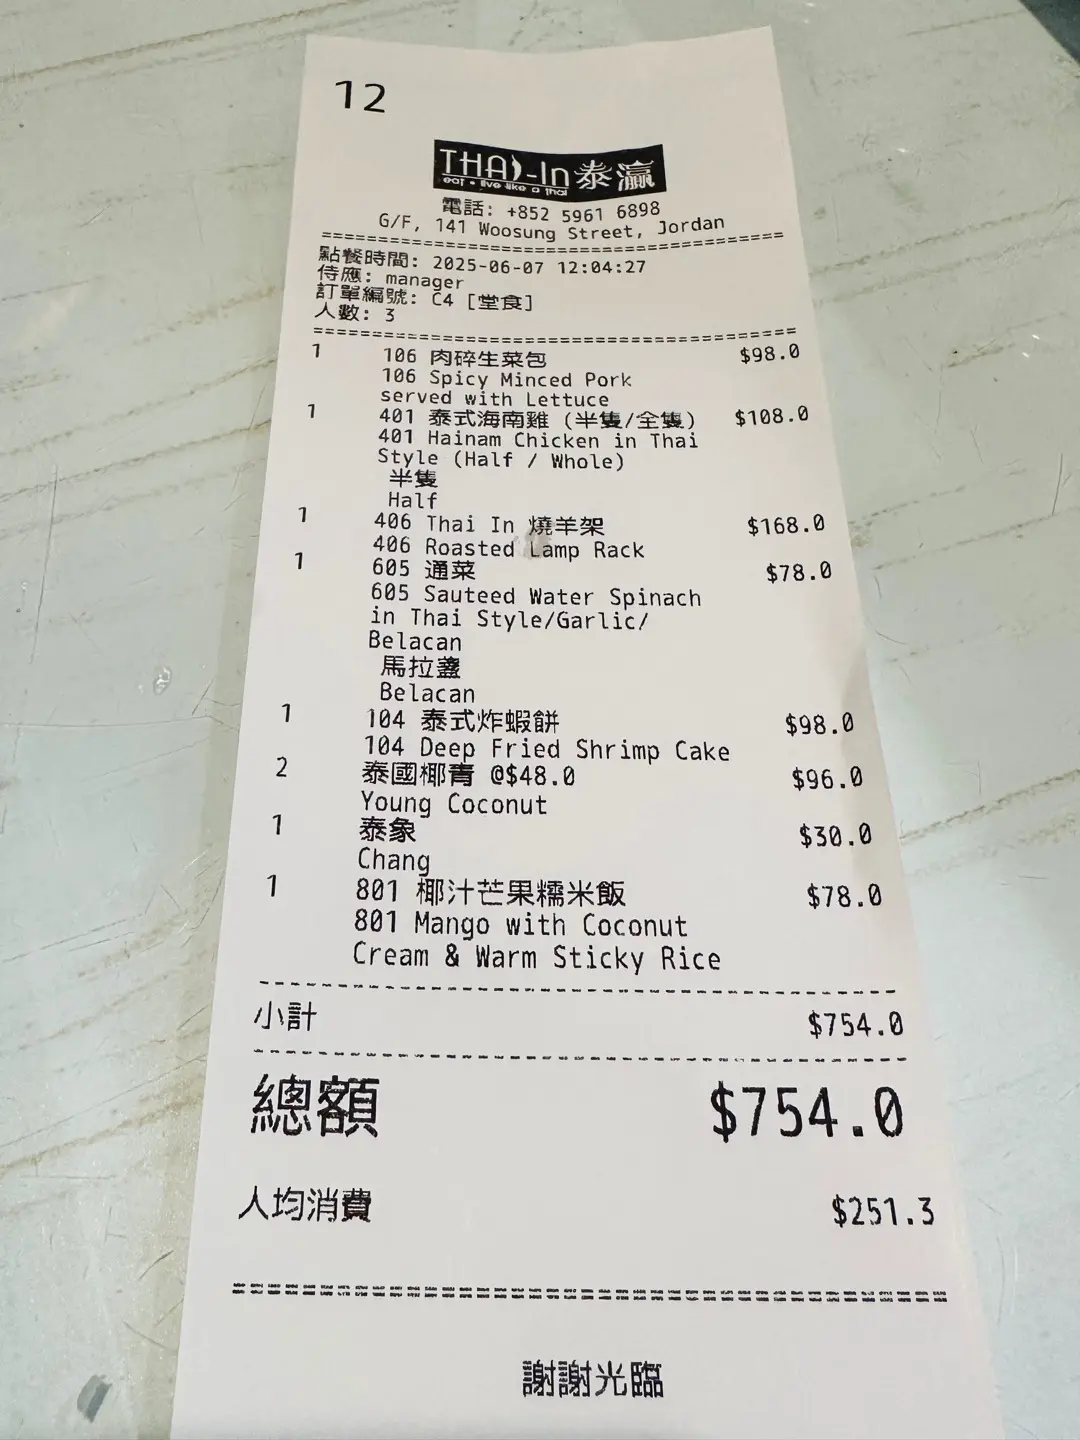 12
THAI-In 泰瀛
eat • live like a thai
電話: +852 5961 6898
G/F, 141 Woosung Street, Jordan
點餐時間: 2025-06-07 12:04:27
侍應: manager
訂單編號: C4 [堂食]
人數: 3
1 106 肉碎生菜包 $98.0
106 Spicy Minced Pork
served with Lettuce
1 401 泰式海南雞 (半隻/全隻) $108.0
401 Hainam Chicken in Thai
Style (Half / Whole)
半隻
Half
1 406 Thai In 燒羊架 $168.0
406 Roasted Lamp Rack
1 605 通菜 $78.0
605 Sauteed Water Spinach
in Thai Style/Garlic/
Belacan
馬拉盞
Belacan
1 104 泰式炸蝦餅 $98.0
104 Deep Fried Shrimp Cake
2 泰國椰青 @$48.0 $96.0
Young Coconut
1 泰象 $30.0
Chang
1 801 椰汁芒果糯米飯 $78.0
801 Mango with Coconut
Cream & Warm Sticky Rice
小計 $754.0
總額 $754.0
人均消費 $251.3
謝謝光臨